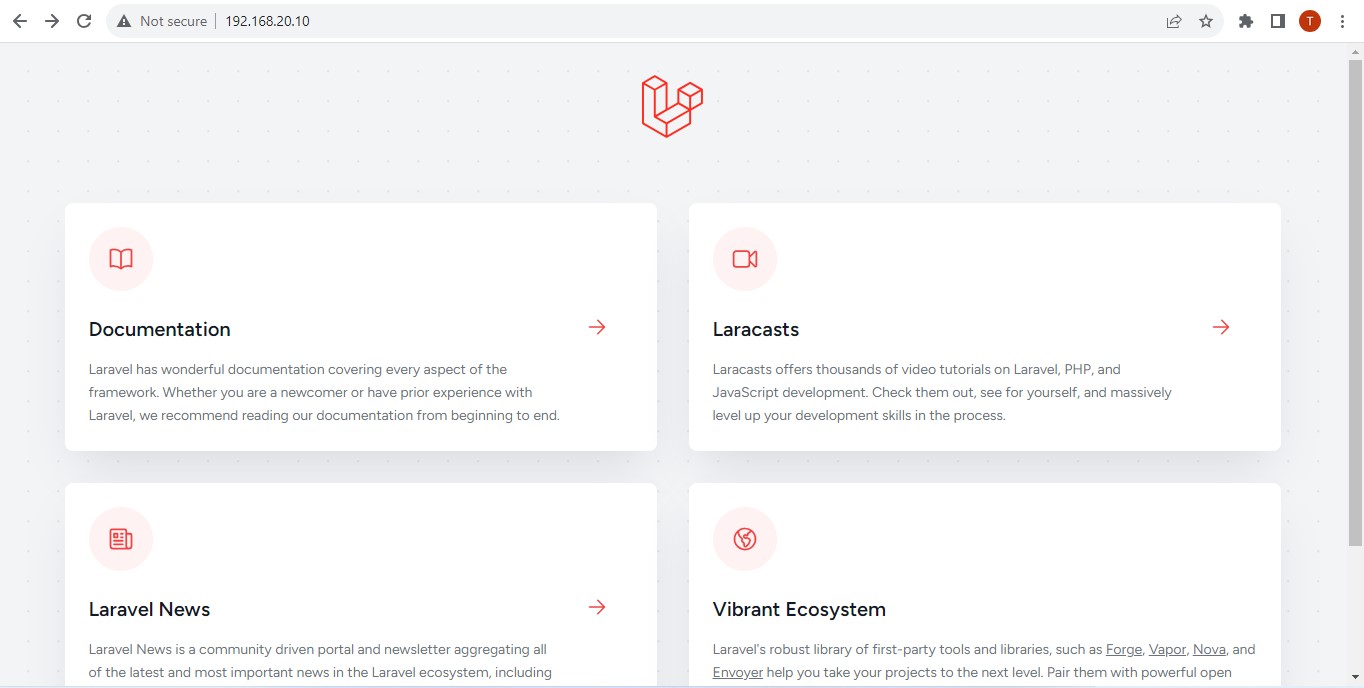 Not secure
192.168.20.10
T
Documentation
Laravel has wonderful documentation covering every aspect of the
framework. Whether you are a newcomer or have prior experience with
Laravel, we recommend reading our documentation from beginning to end.
Laracasts
Laracasts offers thousands of video tutorials on Laravel, PHP, and
JavaScript development. Check them out, see for yourself, and massively
level up your development skills in the process.
Laravel News
Laravel News is a community driven portal and newsletter aggregating all
of the latest and most important news in the Laravel ecosystem, including
Vibrant Ecosystem
Laravel's robust library of first-party tools and libraries, such as Forge, Vapor, Nova, and
Envoyer help you take your projects to the next level. Pair them with powerful open